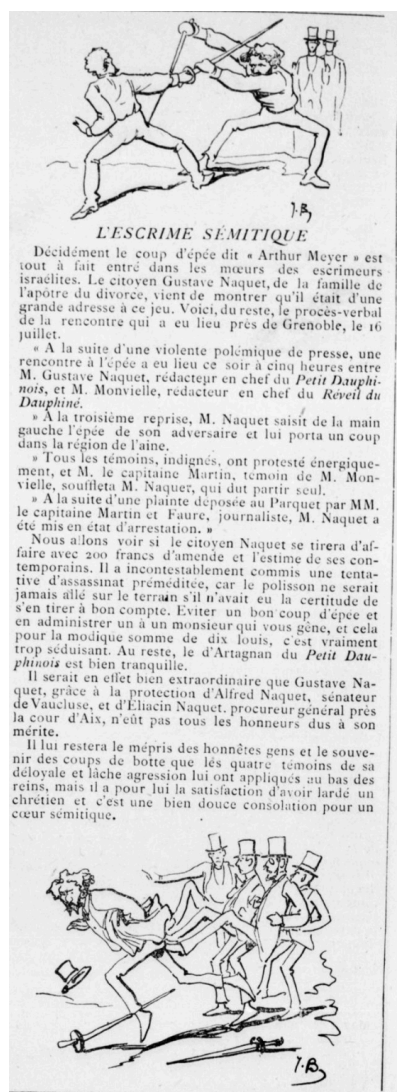 J.B.
L'ESCRIME SÉMITIQUE
Décidément le coup d'épée dit « Arthur Meyer » est
tout à fait entré dans les mœurs des escrimeurs
israélites. Le citoyen Gustave Naquet, de la famille de
l'apôtre du divorce, vient de montrer qu'il était d'une
grande adresse à ce jeu. Voici, du reste, le procès-verbal
de la rencontre qui a eu lieu près de Grenoble, le 16
juillet.
« A la suite d'une violente polémique de presse, une
rencontre à l'épée a eu lieu ce soir à cinq heures entre
M. Gustave Naquet, rédacteur en chef du Petit Dauphi-
nois, et M. Monvielle, rédacteur en chef du Réveil du
Dauphiné.
» A la troisième reprise, M. Naquet saisit de la main
gauche l'épée de son adversaire et lui porta un coup
dans la région de l'aine.
» Tous les témoins, indignés, ont protesté énergique-
ment, et M. le capitaine Martin, témoin de M. Mon-
vielle, souffleta M. Naquet, qui dut partir seul.
» A la suite d'une plainte déposée au Parquet par MM.
le capitaine Martin et Faure, journaliste, M. Naquet a
été mis en état d'arrestation. »
Nous allons voir si le citoyen Naquet se tirera d'af-
faire avec 200 francs d'amende et l'estime de ses con-
temporains. Il a incontestablement commis une tenta-
tive d'assassinat préméditée, car le polisson ne serait
jamais allé sur le terrain s'il n'avait eu la certitude de
s'en tirer à bon compte. Eviter un bon coup d'épée et
en administrer un à un monsieur qui vous gêne, et cela
pour la modique somme de dix louis, c'est vraiment
trop séduisant. Au reste, le d'Artagnan du Petit Dau-
phinois est bien tranquille.
Il serait en effet bien extraordinaire que Gustave Na-
quet, grâce à la protection d'Alfred Naquet, sénateur
de Vaucluse, et d'Eliacin Naquet, procureur général près
la cour d'Aix, n'eût pas tous les honneurs dus à son
mérite.
Il lui restera le mépris des honnêtes gens et le souve-
nir des coups de botte que les quatre témoins de sa
déloyale et lâche agression lui ont appliqués au bas des
reins, mais il a pour lui la satisfaction d'avoir lardé un
chrétien et c'est une bien douce consolation pour un
cœur sémitique.
J.B.